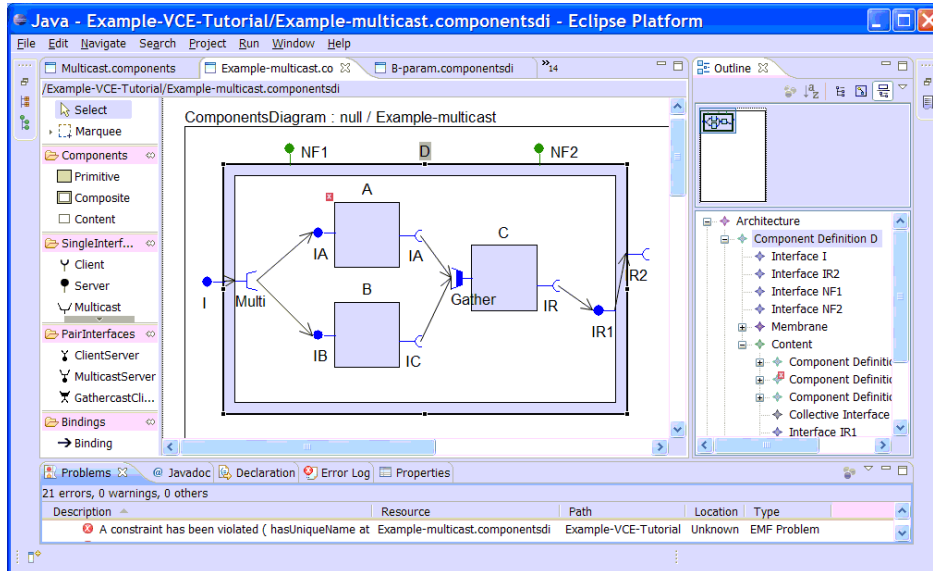 Java - Example-VCE-Tutorial/Example-multicast.componentsdi - Eclipse Platform
File Edit Navigate Search Project Run Window Help
Multicast.components
Example-multicast.co
B-param.componentsdi
»14
Outline
/Example-VCE-Tutorial/Example-multicast.componentsdi
Select
Marquee
Components
Primitive
Composite
Content
SingleInterf...
Client
Server
Multicast
PairInterfaces
ClientServer
MulticastServer
GathercastCli...
Bindings
Binding
ComponentsDiagram : null / Example-multicast
NF1 D NF2
A
IA IA
C
I Multi Gather IR R2
B
IR1
IB IC
Architecture
Component Definition D
Interface I
Interface IR2
Interface NF1
Interface NF2
Membrane
Content
Component Definitic
Component Definitic
Component Definitic
Collective Interface
Interface IR1
Problems @ Javadoc Declaration Error Log Properties
21 errors, 0 warnings, 0 others
Description Resource Path Location Type
A constraint has been violated ( hasUniqueName at Example-multicast.componentsdi Example-VCE-Tutorial Unknown EMF Problem